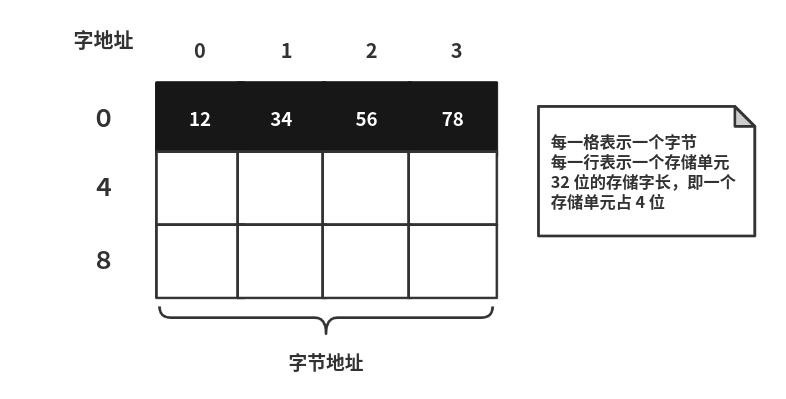 字地址
0 1 2 3
0 12 34 56 78
4
8
字节地址
每一格表示一个字节
每一行表示一个存储单元
32 位的存储字长，即一个
存储单元占 4 位